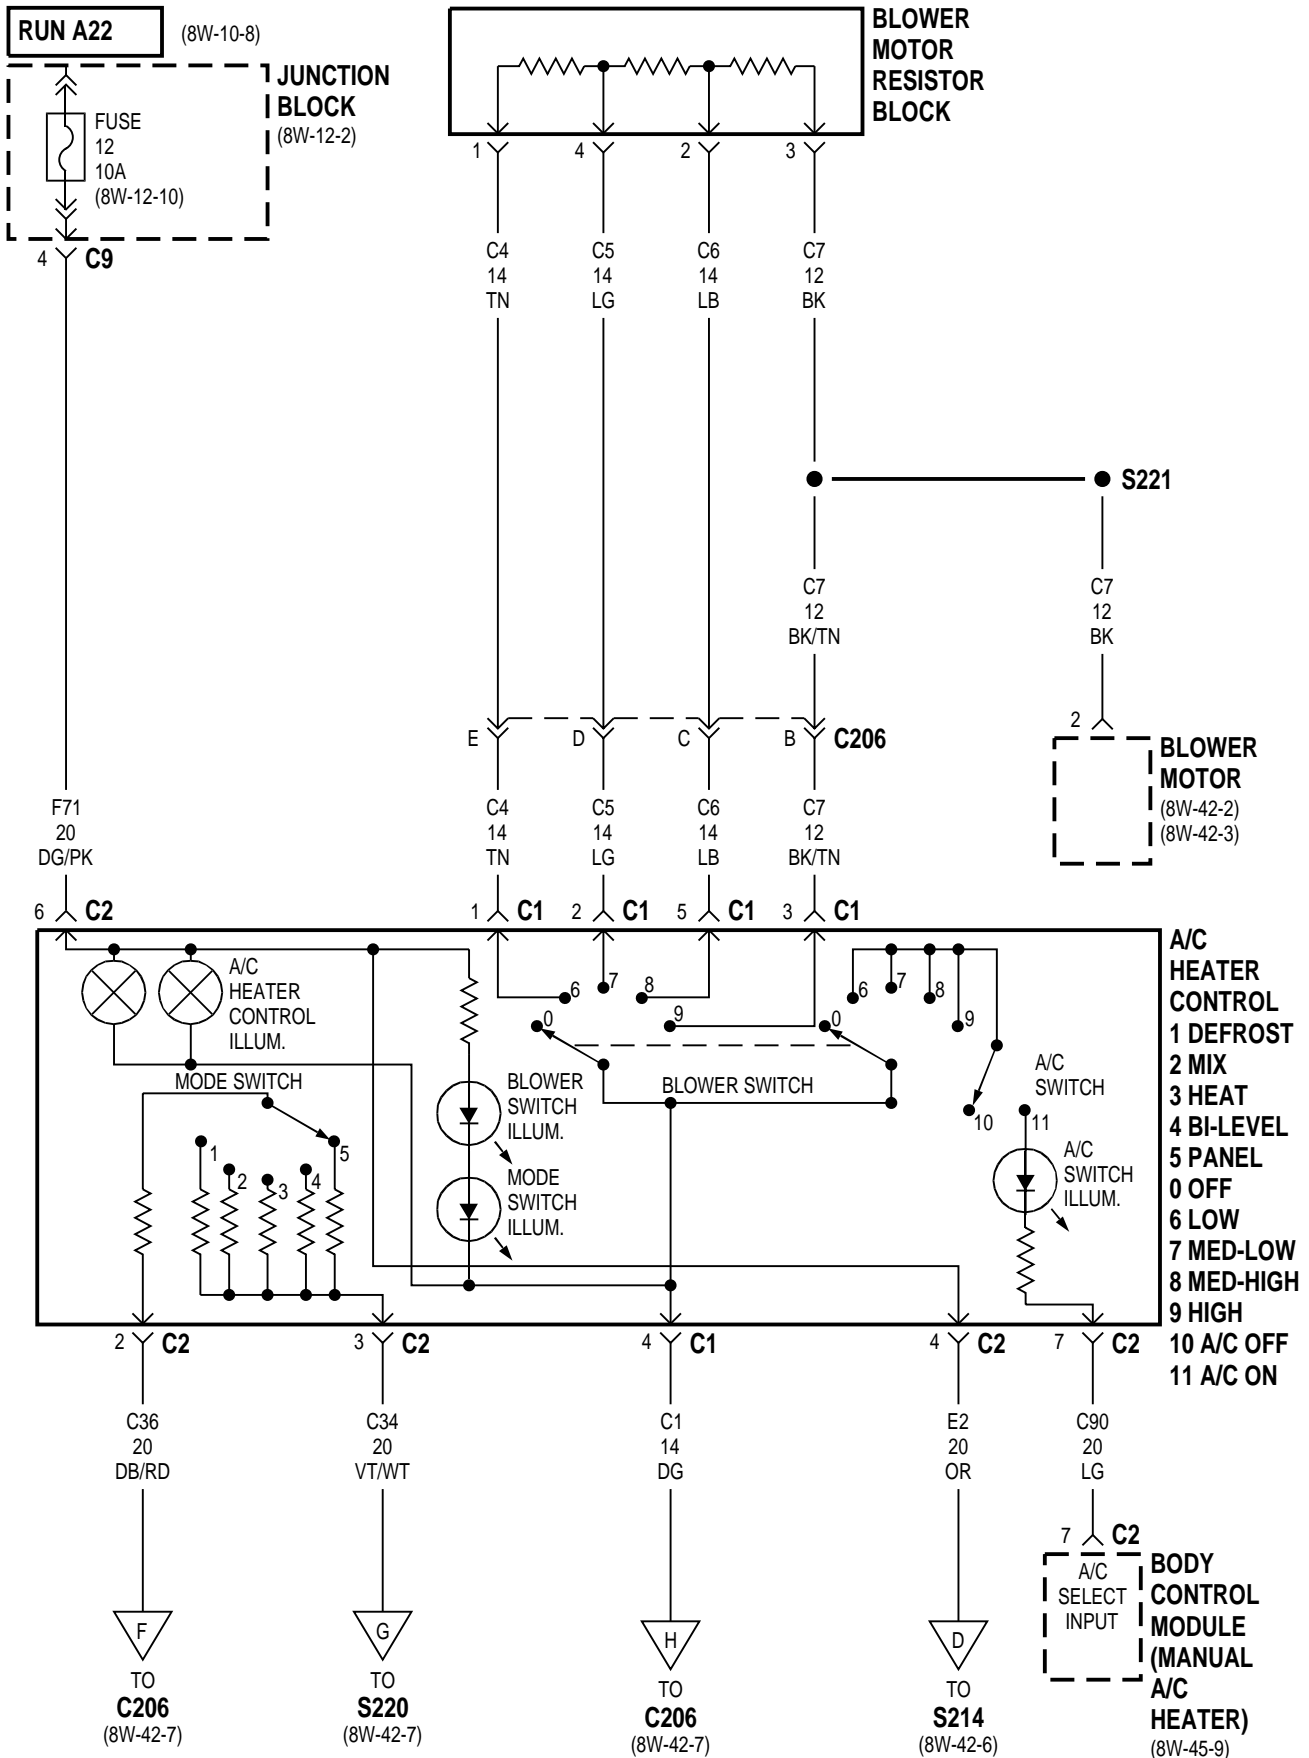 RUN A22
(8W-10-8)
JUNCTION
BLOCK
(8W-12-2)
FUSE
12
10A
(8W-12-10)
4
C9
BLOWER
MOTOR
RESISTOR
BLOCK
1
4
2
3
C4
14
TN
C5
14
LG
C6
14
LB
C7
12
BK
S221
C7
12
BK/TN
C7
12
BK
2
BLOWER
MOTOR
(8W-42-2)
(8W-42-3)
E
D
C
B
C206
F71
20
DG/PK
C4
14
TN
C5
14
LG
C6
14
LB
C7
12
BK/TN
6
C2
1
C1
2
C1
5
C1
3
C1
A/C
HEATER
CONTROL
1 DEFROST
2 MIX
3 HEAT
4 BI-LEVEL
5 PANEL
0 OFF
6 LOW
7 MED-LOW
8 MED-HIGH
9 HIGH
10 A/C OFF
11 A/C ON
A/C
HEATER
CONTROL
ILLUM.
6
7
8
0
9
6
7
8
0
9
MODE SWITCH
1
2
3
4
5
BLOWER
SWITCH
ILLUM.
MODE
SWITCH
ILLUM.
BLOWER SWITCH
A/C
SWITCH
10
11
A/C
SWITCH
ILLUM.
2
C2
3
C2
4
C1
4
C2
7
C2
C36
20
DB/RD
C34
20
VT/WT
C1
14
DG
E2
20
OR
C90
20
LG
7
C2
A/C
SELECT
INPUT
BODY
CONTROL
MODULE
(MANUAL
A/C
HEATER)
(8W-45-9)
F
TO
C206
(8W-42-7)
G
TO
S220
(8W-42-7)
H
TO
C206
(8W-42-7)
D
TO
S214
(8W-42-6)